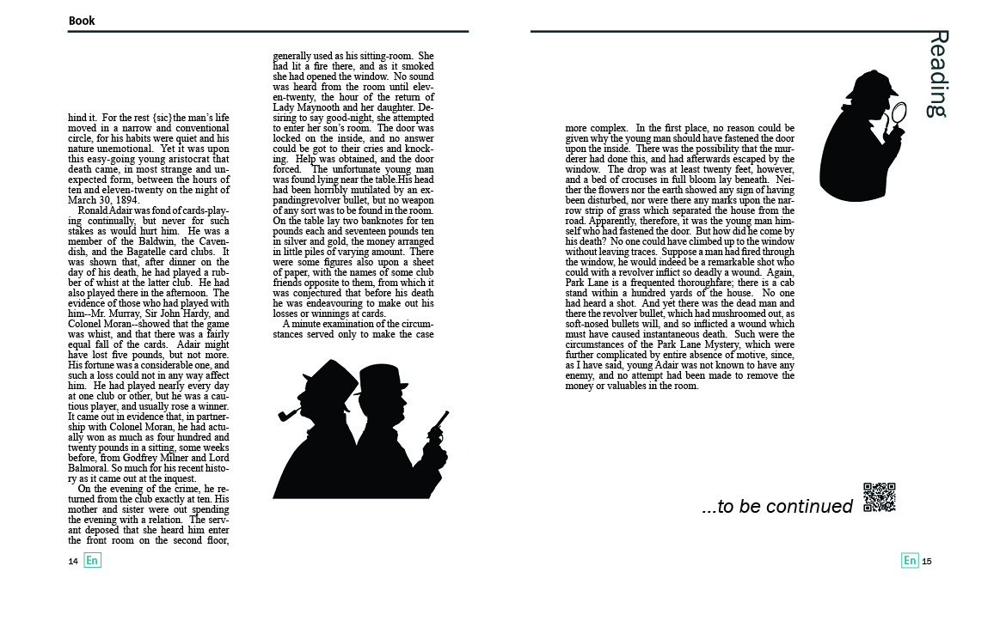 Book
hind it. For the rest {sic}the man's life
moved in a narrow and conventional
circle, for his habits were quiet and his
nature unemotional. Yet it was upon
this easy-going young aristocrat that
death came, in most strange and un-
expected form, between the hours of
ten and eleven-twenty on the night of
March 30, 1894.
Ronald Adair was fond of cards-play-
ing continually, but never for such
stakes as would hurt him. He was a
member of the Baldwin, the Caven-
dish, and the Bagatelle card clubs. It
was shown that, after dinner on the
day of his death, he had played a rub-
ber of whist at the latter club. He had
also played there in the afternoon. The
evidence of those who had played with
him--Mr. Murray, Sir John Hardy, and
Colonel Moran--showed that the game
was whist, and that there was a fairly
equal fall of the cards. Adair might
have lost five pounds, but not more.
His fortune was a considerable one, and
such a loss could not in any way affect
him. He had played nearly every day
at one club or other, but he was a cau-
tious player, and usually rose a winner.
It came out in evidence that, in partner-
ship with Colonel Moran, he had actu-
ally won as much as four hundred and
twenty pounds in a sitting, some weeks
before, from Godfrey Milner and Lord
Balmoral. So much for his recent histo-
ry as it came out at the inquest.
On the evening of the crime, he re-
turned from the club exactly at ten. His
mother and sister were out spending
the evening with a relation. The serv-
ant deposed that she heard him enter
the front room on the second floor,
generally used as his sitting-room. She
had lit a fire there, and as it smoked
she had opened the window. No sound
was heard from the room until elev-
en-twenty, the hour of the return of
Lady Maynooth and her daughter. De-
siring to say good-night, she attempted
to enter her son's room. The door was
locked on the inside, and no answer
could be got to their cries and knock-
ing. Help was obtained, and the door
forced. The unfortunate young man
was found lying near the table.His head
had been horribly mutilated by an ex-
pandingrevolver bullet, but no weapon
of any sort was to be found in the room.
On the table lay two banknotes for ten
pounds each and seventeen pounds ten
in silver and gold, the money arranged
in little piles of varying amount. There
were some figures also upon a sheet
of paper, with the names of some club
friends opposite to them, from which it
was conjectured that before his death
he was endeavouring to make out his
losses or winnings at cards.
A minute examination of the circum-
stances served only to make the case
14 En
Reading
more complex. In the first place, no reason could be
given why the young man should have fastened the door
upon the inside. There was the possibility that the mur-
derer had done this, and had afterwards escaped by the
window. The drop was at least twenty feet, however,
and a bed of crocuses in full bloom lay beneath. Nei-
ther the flowers nor the earth showed any sign of having
been disturbed, nor were there any marks upon the nar-
row strip of grass which separated the house from the
road. Apparently, therefore, it was the young man him-
self who had fastened the door. But how did he come by
his death? No one could have climbed up to the window
without leaving traces. Suppose a man had fired through
the window, he would indeed be a remarkable shot who
could with a revolver inflict so deadly a wound. Again,
Park Lane is a frequented thoroughfare; there is a cab
stand within a hundred yards of the house. No one
had heard a shot. And yet there was the dead man and
there the revolver bullet, which had mushroomed out, as
soft-nosed bullets will, and so inflicted a wound which
must have caused instantaneous death. Such were the
circumstances of the Park Lane Mystery, which were
further complicated by entire absence of motive, since,
as I have said, young Adair was not known to have any
enemy, and no attempt had been made to remove the
money or valuables in the room.
...to be continued
En 15